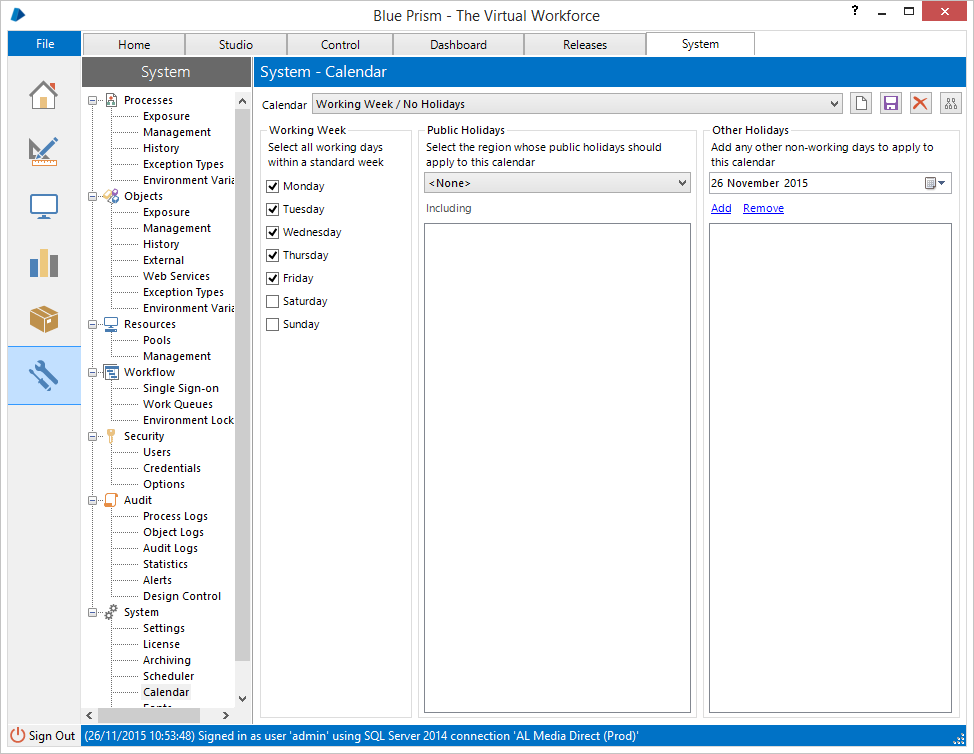 Blue Prism - The Virtual Workforce
?
File
Home
Studio
Control
Dashboard
Releases
System
System
System - Calendar
Processes
Exposure
Management
History
Exception Types
Environment Varia
Objects
Exposure
Management
History
External
Web Services
Exception Types
Environment Varia
Resources
Pools
Management
Workflow
Single Sign-on
Work Queues
Environment Lock
Security
Users
Credentials
Options
Audit
Process Logs
Object Logs
Audit Logs
Statistics
Alerts
Design Control
System
Settings
License
Archiving
Scheduler
Calendar
Calendar
Working Week / No Holidays
Working Week
Select all working days
within a standard week
Monday
Tuesday
Wednesday
Thursday
Friday
Saturday
Sunday
Public Holidays
Select the region whose public holidays should
apply to this calendar
<None>
Including
Other Holidays
Add any other non-working days to apply to
this calendar
26 November 2015
Add Remove
Sign Out
(26/11/2015 10:53:48) Signed in as user 'admin' using SQL Server 2014 connection 'AL Media Direct (Prod)'